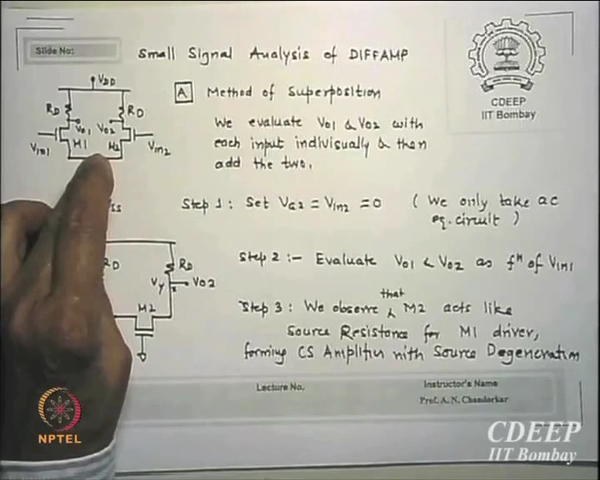 Slide No:
Small Signal Analysis of DIFFAMP
CDEEP
IIT Bombay
VDD
RD
RD
Vo1
Vo2
Vin1
M1
M2
Vin2
A Method of Superposition
We evaluate Vo1 & Vo2 with
each input indivisually & then
add the two.
ss
Step 1 : Set VG2 = Vin2 = 0 ( We only take ac
eq. circuit )
RD
RD
Vy
Vo2
M2
Step 2 :- Evaluate Vo1 & Vo2 as fn of Vin1
Step 3 : We observe that M2 acts like
Source Resistance for M1 driver,
forming CS Amplifier with Source Degeneration
Lecture No.
Instructor's Name
Prof. A. N. Chandorkar
NPTEL
CDEEP
IIT Bombay